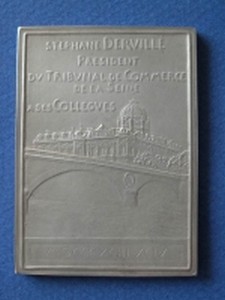 STEPHANE DERVILLE
PRESIDENT
DU TRIBUNAL DE COMMERCE
DE LA SEINE
A SES COLLEGUES